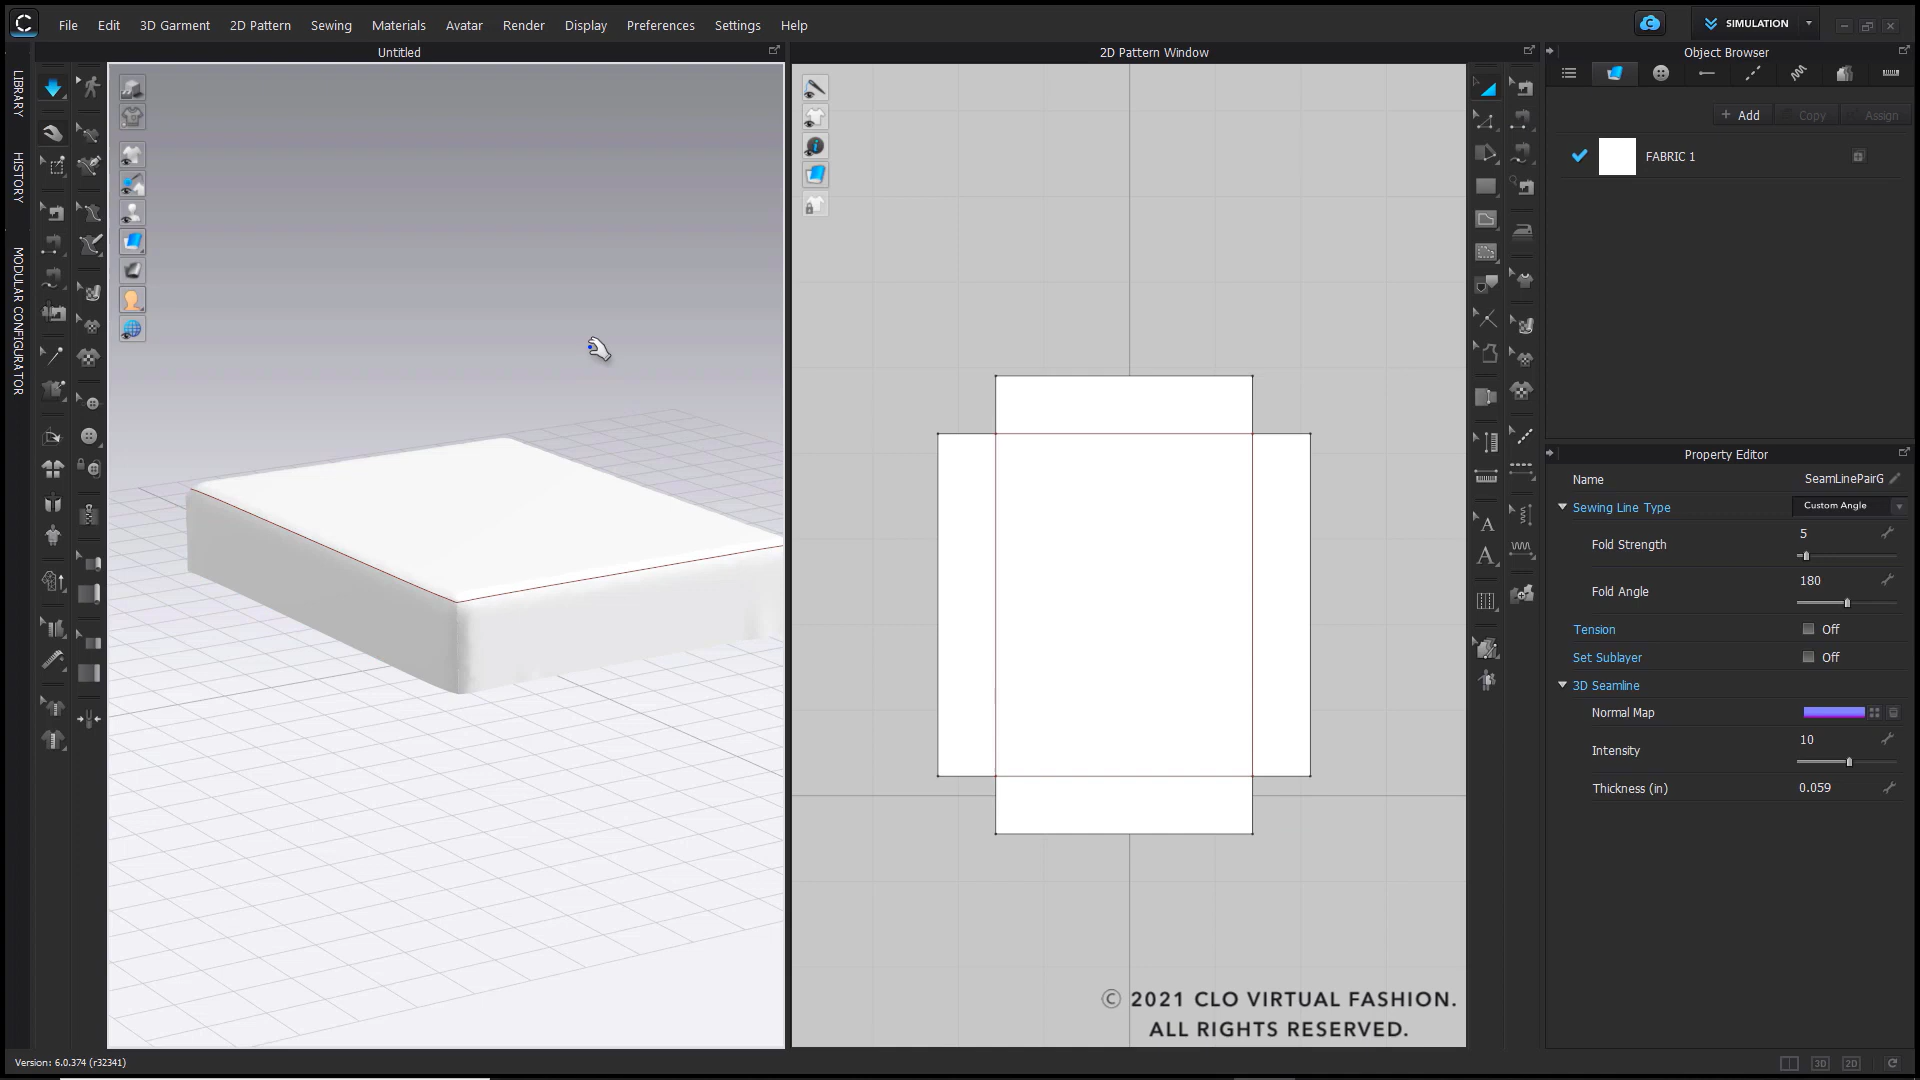 File Edit 3D Garment 2D Pattern Sewing Materials Avatar Render Display Preferences Settings Help
SIMULATION
Untitled
2D Pattern Window
Object Browser
LIBRARY
HISTORY
MODULAR CONFIGURATOR
+ Add Copy Assign
FABRIC 1
Property Editor
Name SeamLinePairG
Sewing Line Type Custom Angle
Fold Strength 5
Fold Angle 180
Tension Off
Set Sublayer Off
3D Seamline
Normal Map
Intensity 10
Thickness (in) 0.059
© 2021 CLO VIRTUAL FASHION.
ALL RIGHTS RESERVED.
Version: 6.0.374 (r32341)
3D 2D